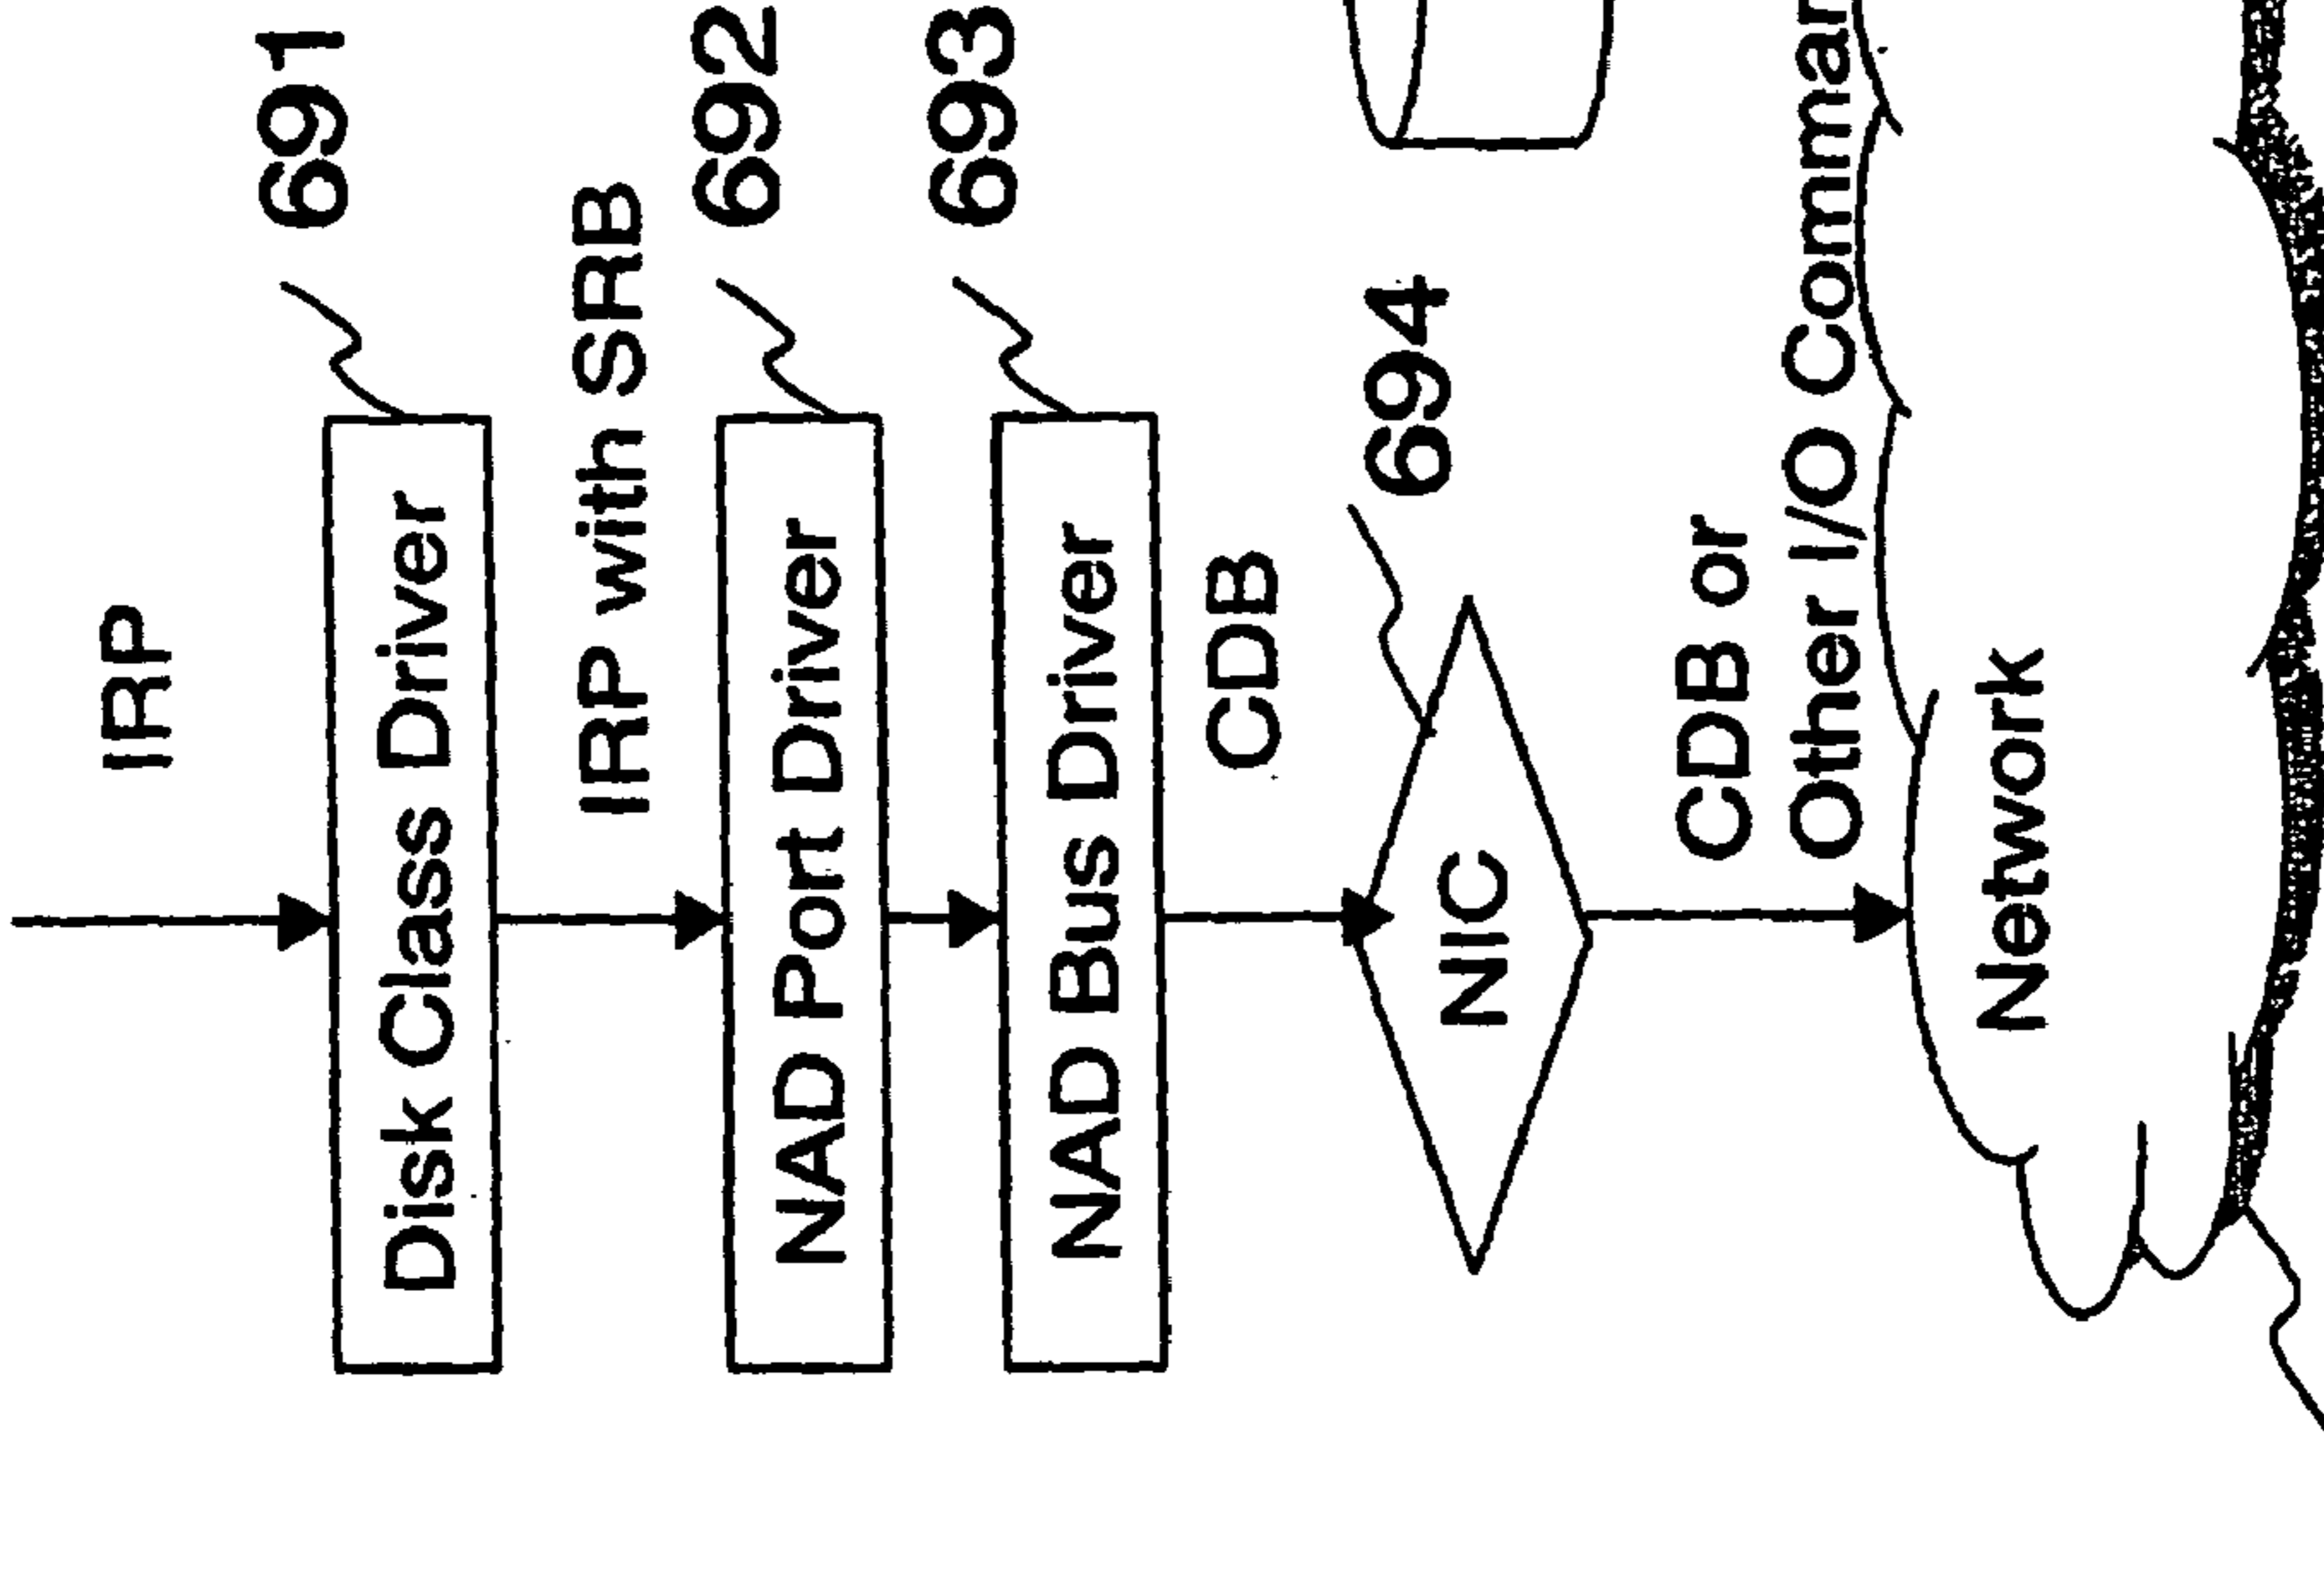 IRP
691
Disk Class Driver
IRP with SRB
692
NAD Port Driver
693
NAD Bus Driver
CDB
694
NIC
CDB or
Other I/O
Network